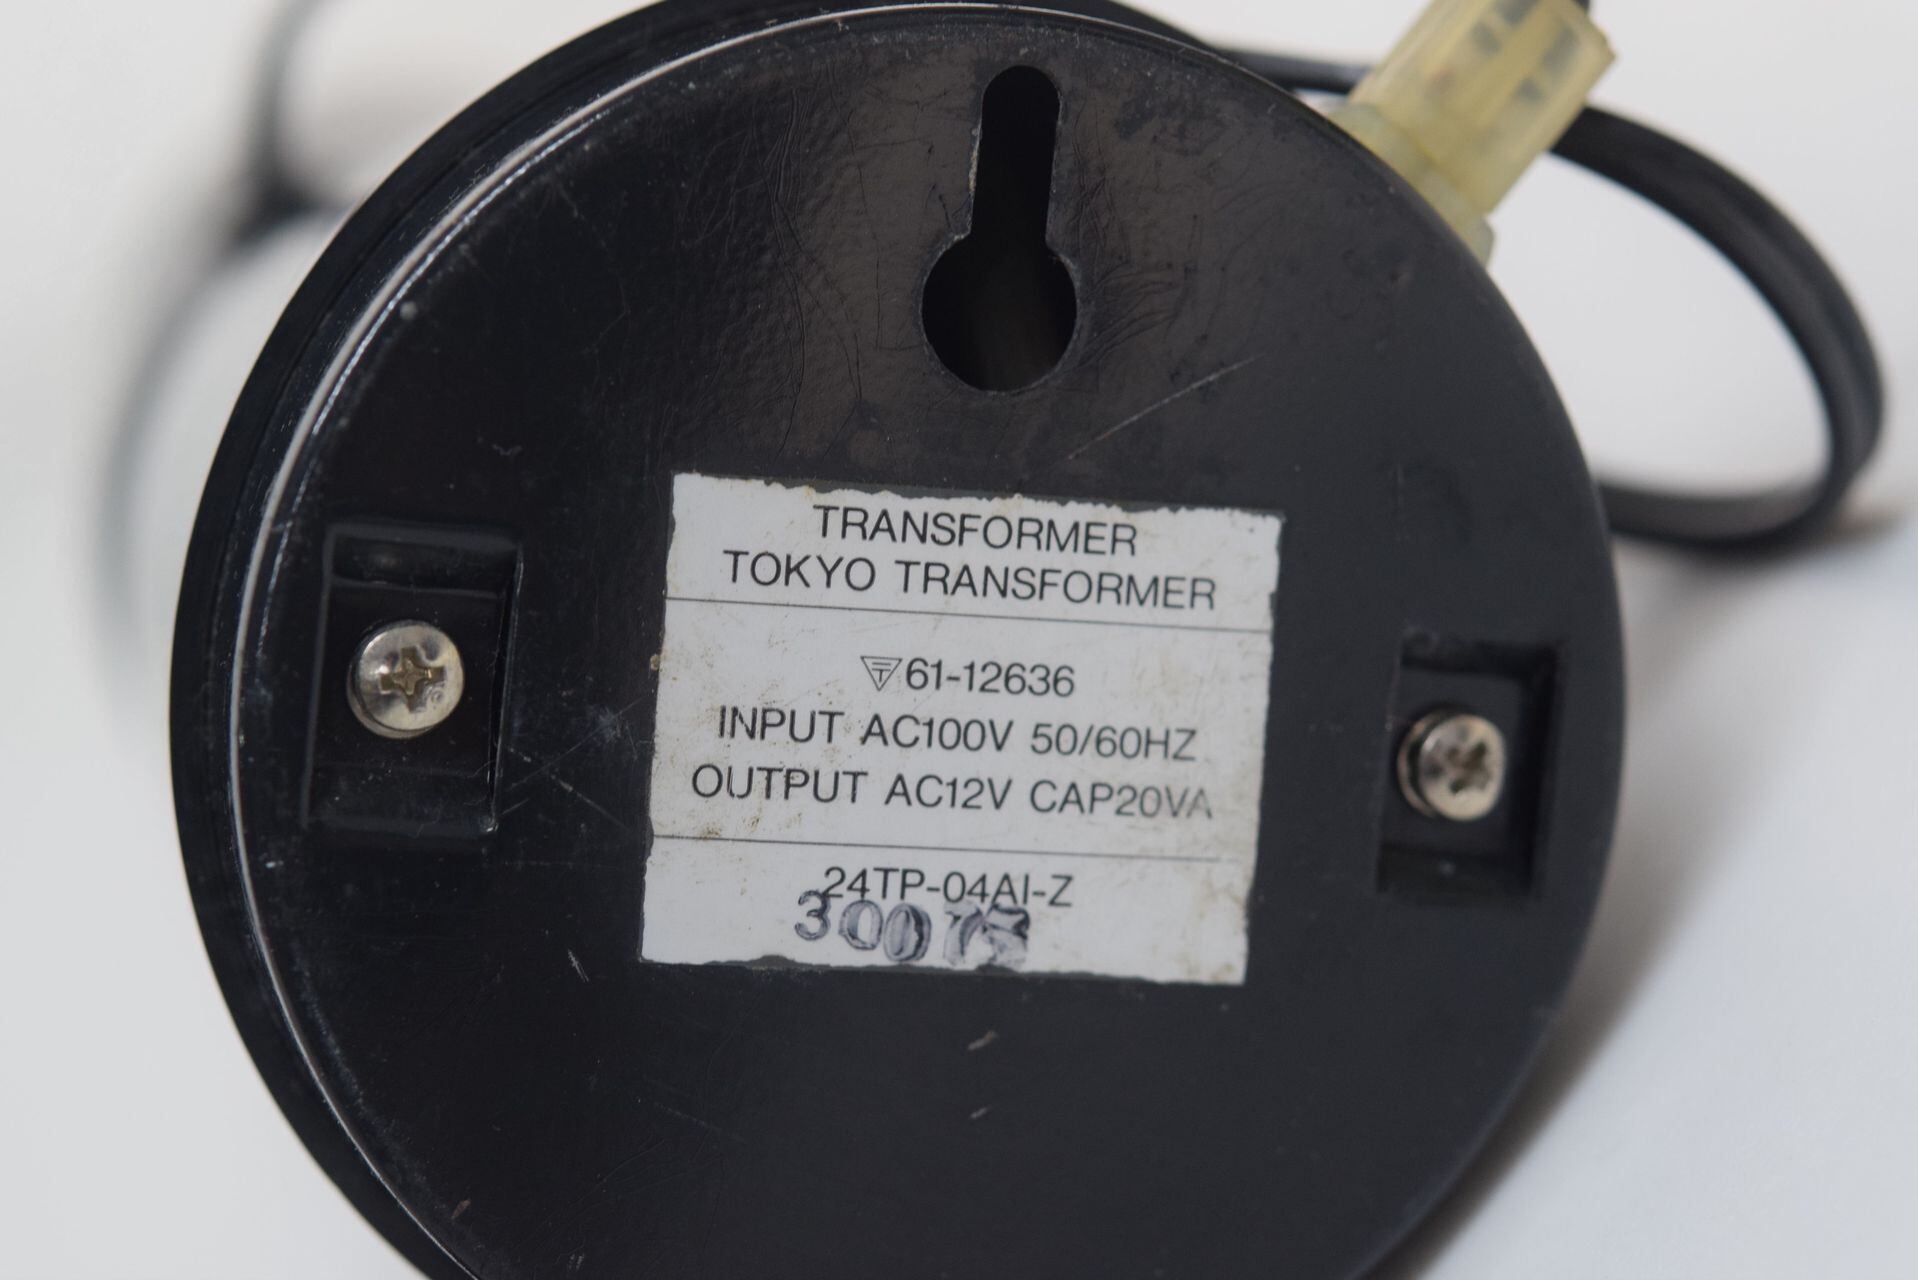 TRANSFORMER
TOKYO TRANSFORMER
61-12636
INPUT AC100V 50/60HZ
OUTPUT AC12V CAP20VA
24TP-04AI-Z